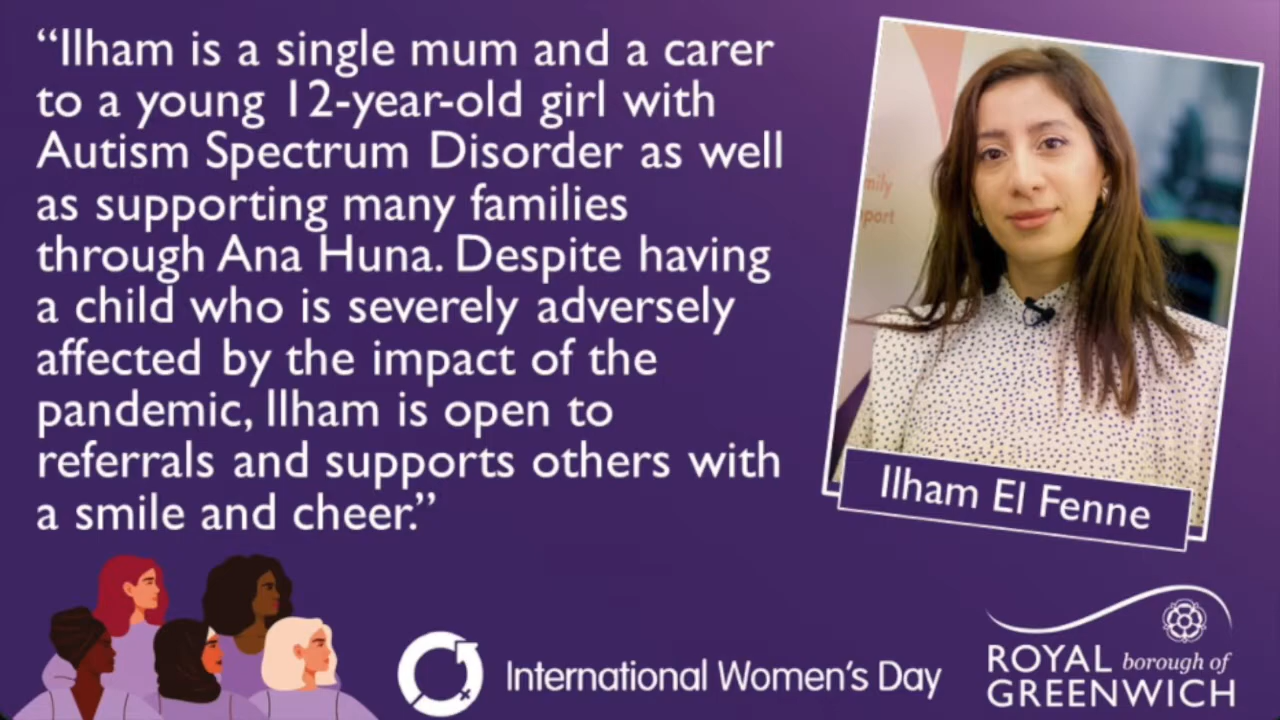 “Ilham is a single mum and a carer
to a young 12-year-old girl with
Autism Spectrum Disorder as well
as supporting many families
through Ana Huna. Despite having
a child who is severely adversely
affected by the impact of the
pandemic, Ilham is open to
referrals and supports others with
a smile and cheer.”
Ilham El Fenne
International Women’s Day
ROYAL borough of
GREENWICH